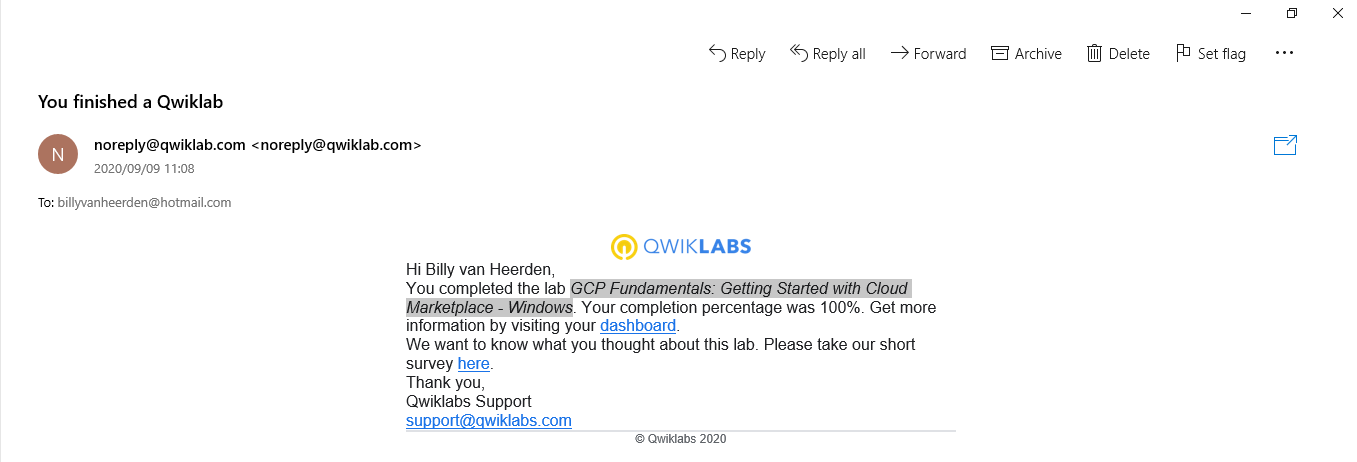 Reply Reply all Forward Archive Delete Set flag
You finished a Qwiklab
N
noreply@qwiklab.com <noreply@qwiklab.com>
2020/09/09 11:08
To: billyvanheerden@hotmail.com
QWIKLABS
Hi Billy van Heerden,
You completed the lab GCP Fundamentals: Getting Started with Cloud
Marketplace - Windows. Your completion percentage was 100%. Get more
information by visiting your dashboard.
We want to know what you thought about this lab. Please take our short
survey here.
Thank you,
Qwiklabs Support
support@qwiklabs.com
© Qwiklabs 2020